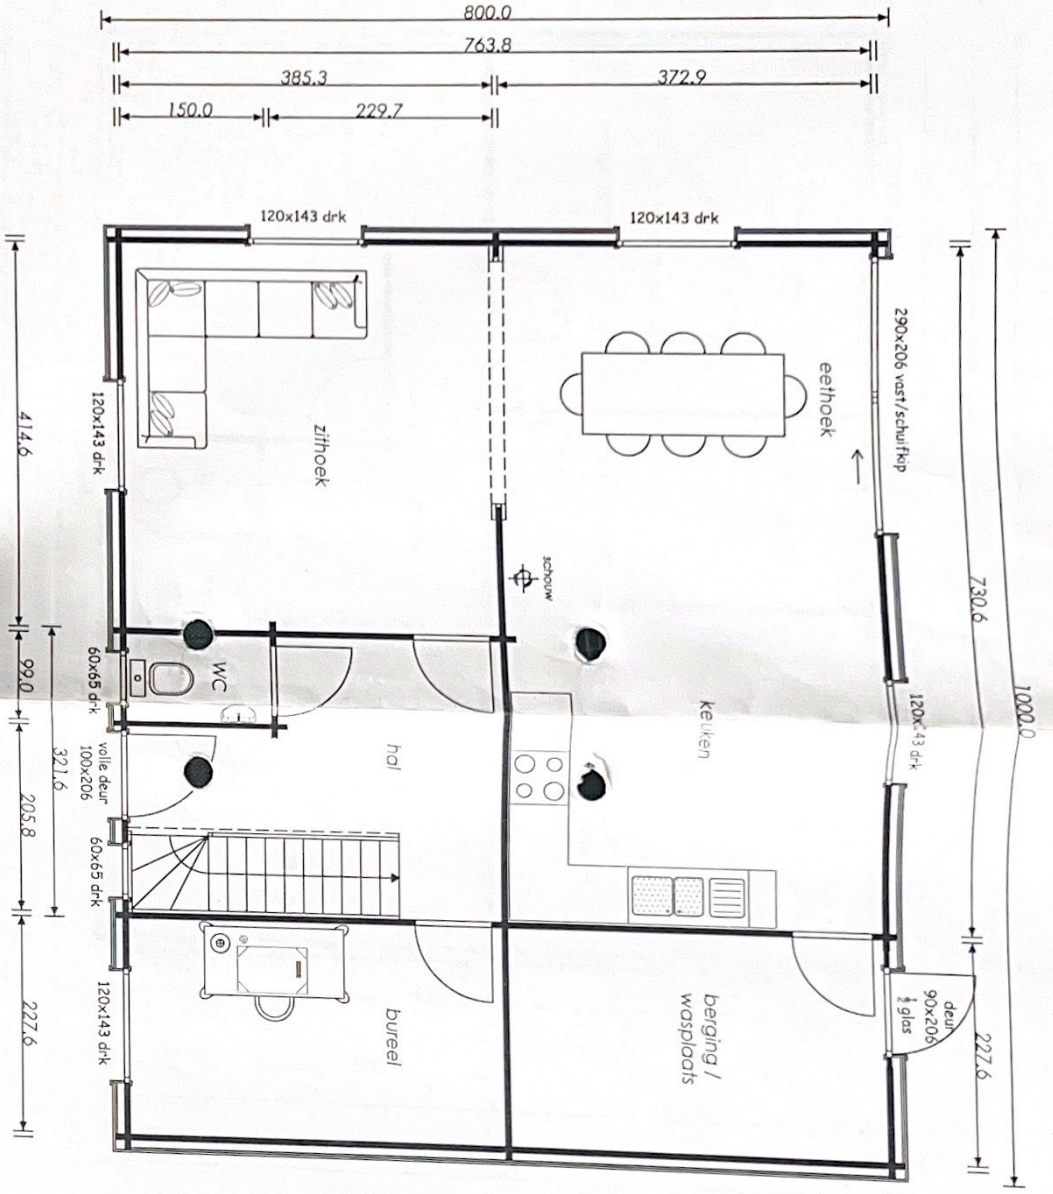 800.0
763.8
385.3
372.9
150.0
229.7
120x143 drk
120x143 drk
290x206 vast/schuifkip
eethoek
zithoek
120x143 drk
414.6
schouw
730.6
1000.0
WC
60x65 drk
99.0
keuken
120x143 drk
hal
volle deur
100x206
321.6
205.8
60x65 drk
deur
90x206
½ glas
berging /
wasplaats
bureel
120x143 drk
227.6
227.6